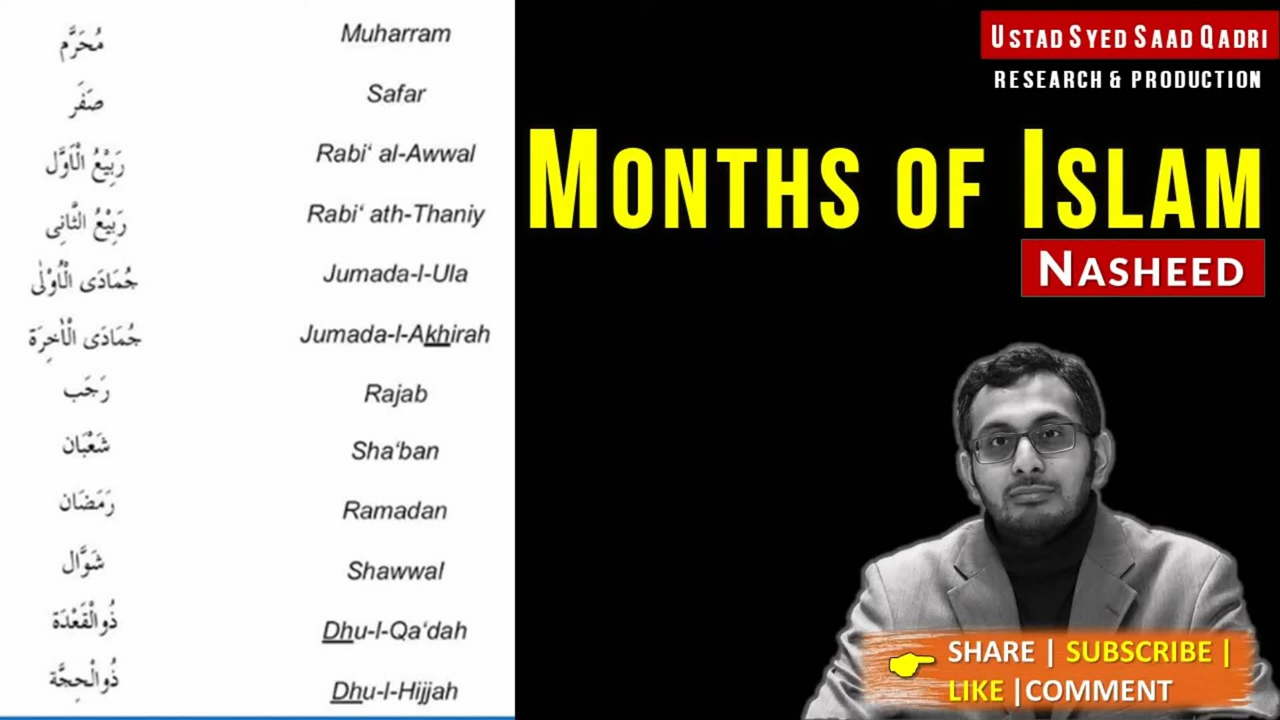 مُحَرَّم Muharram
صَفَر Safar
رَبِيْعُ الْاَوَّل Rabi‘ al-Awwal
رَبِيْعُ الثَّانِى Rabi‘ ath-Thaniy
جُمَادَى الْاُوْلٰى Jumada-l-Ula
جُمَادَى الْاٰخِرَة Jumada-l-Akhirah
رَجَب Rajab
شَعْبَان Sha‘ban
رَمَضَان Ramadan
شَوَّال Shawwal
ذُوالْقَعْدَة Dhu-l-Qa‘dah
ذُوالْحِجَّة Dhu-l-Hijjah
USTAD SYED SAAD QADRI
RESEARCH & PRODUCTION
MONTHS OF ISLAM
NASHEED
SHARE | SUBSCRIBE |
LIKE |COMMENT